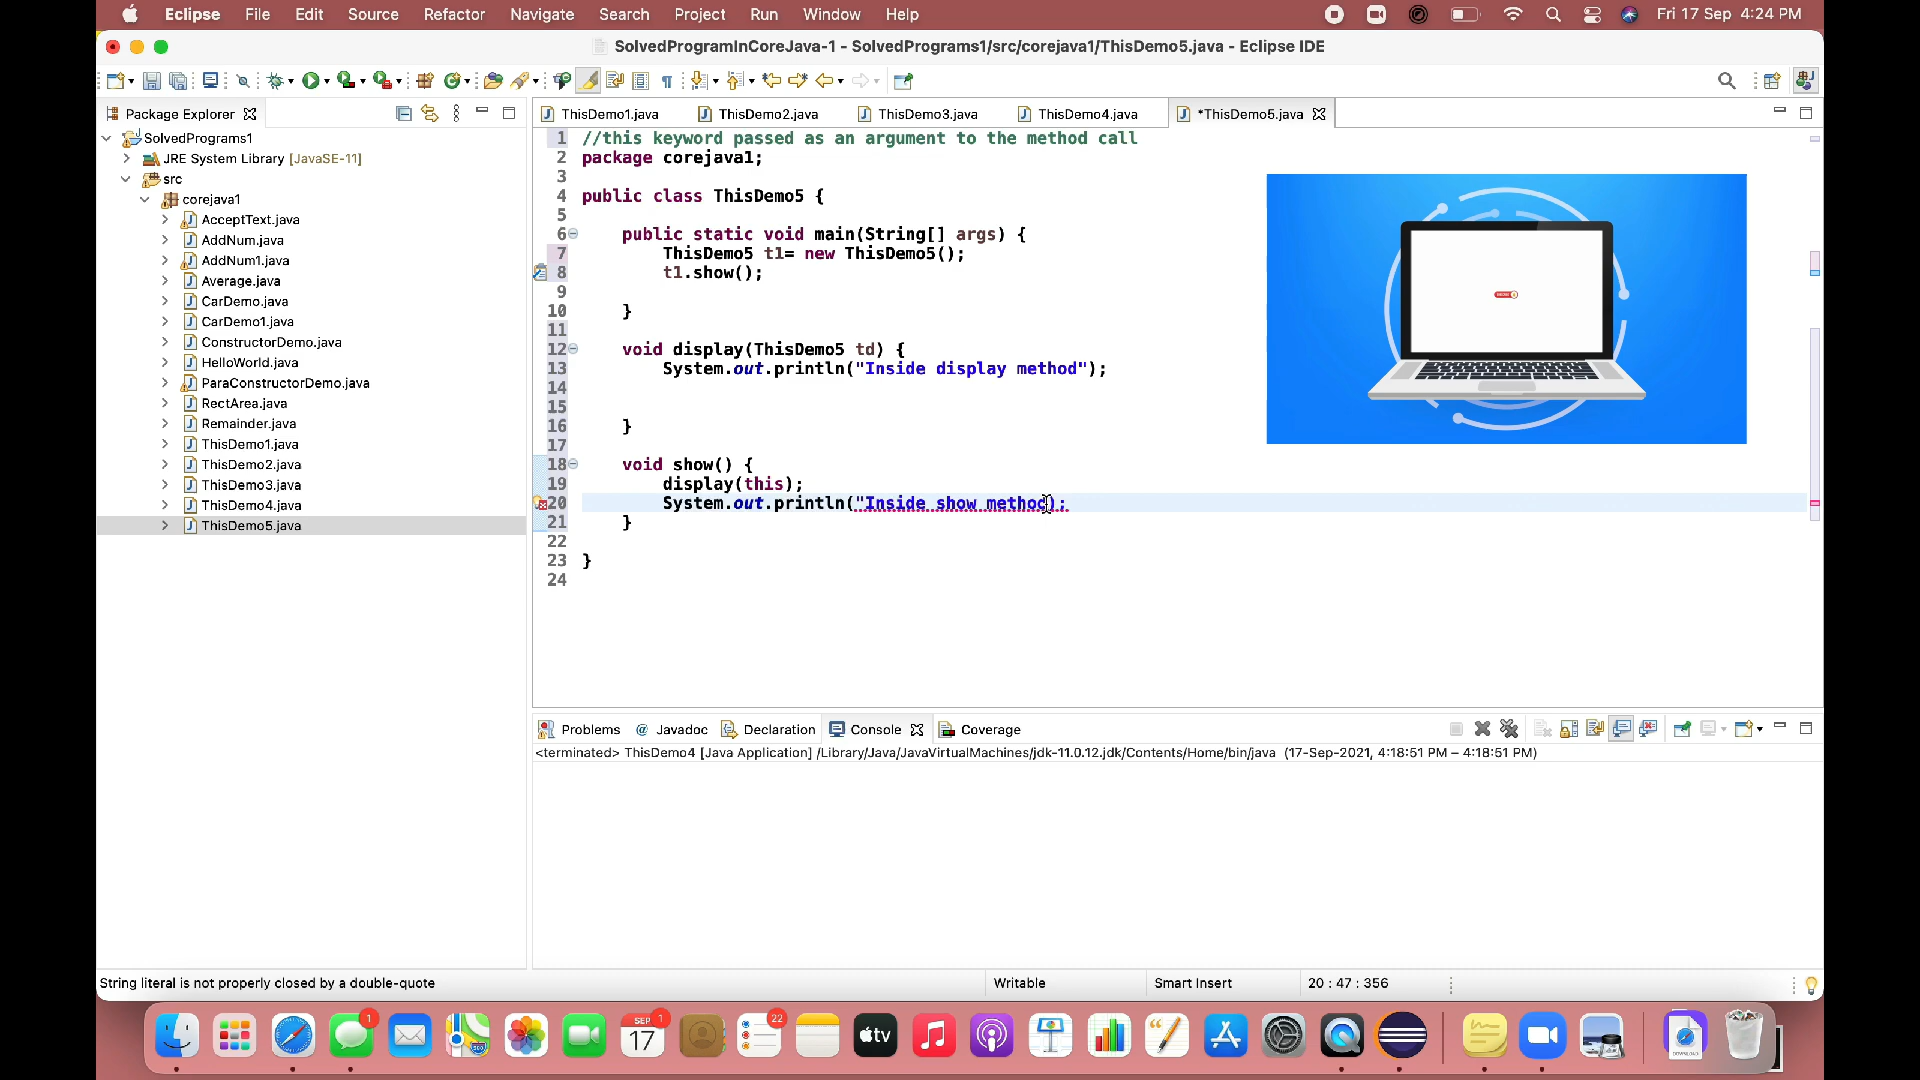 Eclipse File Edit Source Refactor Navigate Search Project Run Window Help Fri 17 Sep 4:24 PM
SolvedProgramInCoreJava-1 - SolvedPrograms1/src/corejava1/ThisDemo5.java - Eclipse IDE
Package Explorer
SolvedPrograms1
JRE System Library [JavaSE-11]
src
corejava1
AcceptText.java
AddNum.java
AddNum1.java
Average.java
CarDemo.java
CarDemo1.java
ConstructorDemo.java
HelloWorld.java
ParaConstructorDemo.java
RectArea.java
Remainder.java
ThisDemo1.java
ThisDemo2.java
ThisDemo3.java
ThisDemo4.java
ThisDemo5.java
ThisDemo1.java ThisDemo2.java ThisDemo3.java ThisDemo4.java *ThisDemo5.java
1 //this keyword passed as an argument to the method call
2 package corejava1;
3
4 public class ThisDemo5 {
5
6 public static void main(String[] args) {
7 ThisDemo5 t1= new ThisDemo5();
8 t1.show();
9
10 }
11
12 void display(ThisDemo5 td) {
13 System.out.println("Inside display method");
14
15
16 }
17
18 void show() {
19 display(this);
20 System.out.println("Inside show method);
21 }
22
23 }
24
Problems @ Javadoc Declaration Console Coverage
<terminated> ThisDemo4 [Java Application] /Library/Java/JavaVirtualMachines/jdk-11.0.12.jdk/Contents/Home/bin/java (17-Sep-2021, 4:18:51 PM – 4:18:51 PM)
String literal is not properly closed by a double-quote Writable Smart Insert 20 : 47 : 356
1 SEP 1 22
17 tv
DOWNLOAD